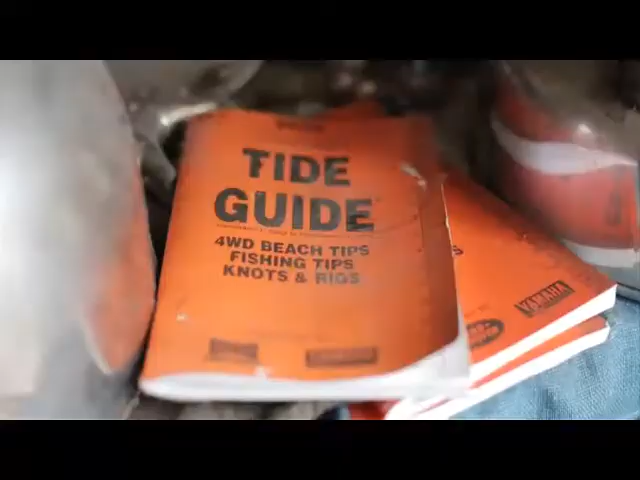 TIDE
GUIDE
4WD BEACH TIPS
FISHING TIPS
KNOTS & RIGS
S
YAMAHA